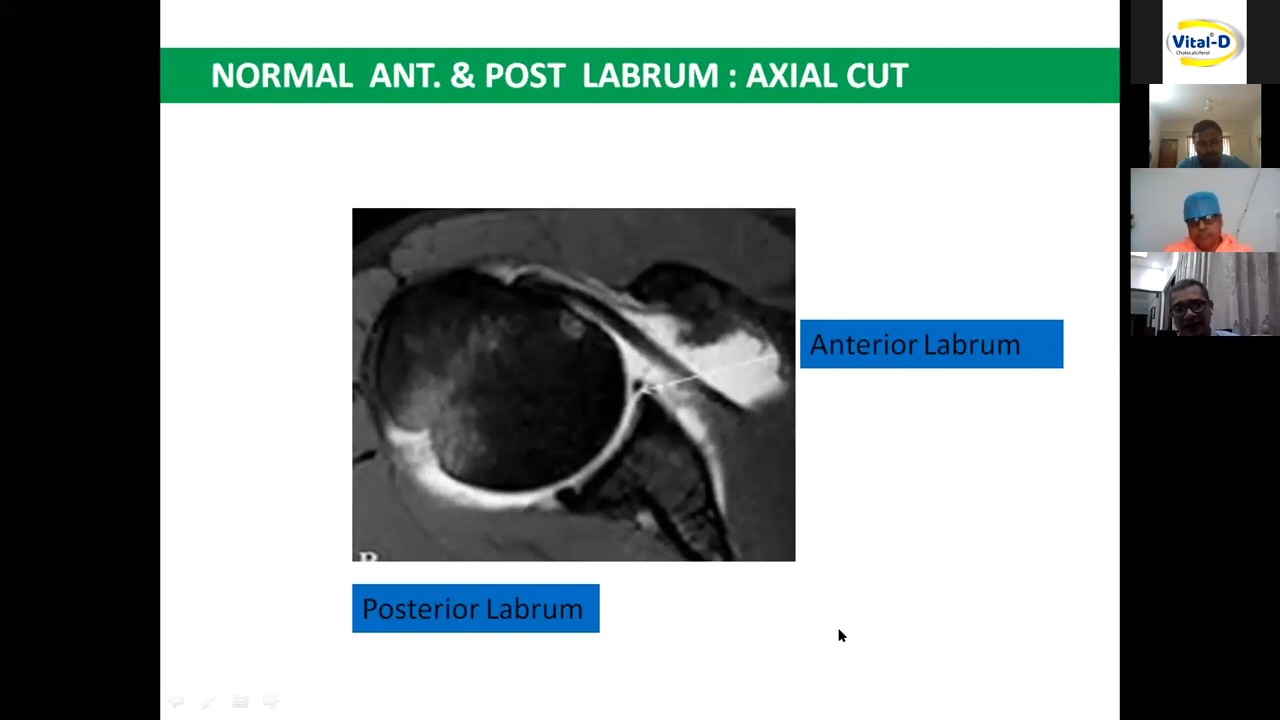 NORMAL ANT. & POST LABRUM : AXIAL CUT
Anterior Labrum
Posterior Labrum
Vital-D
Cholecalciferol